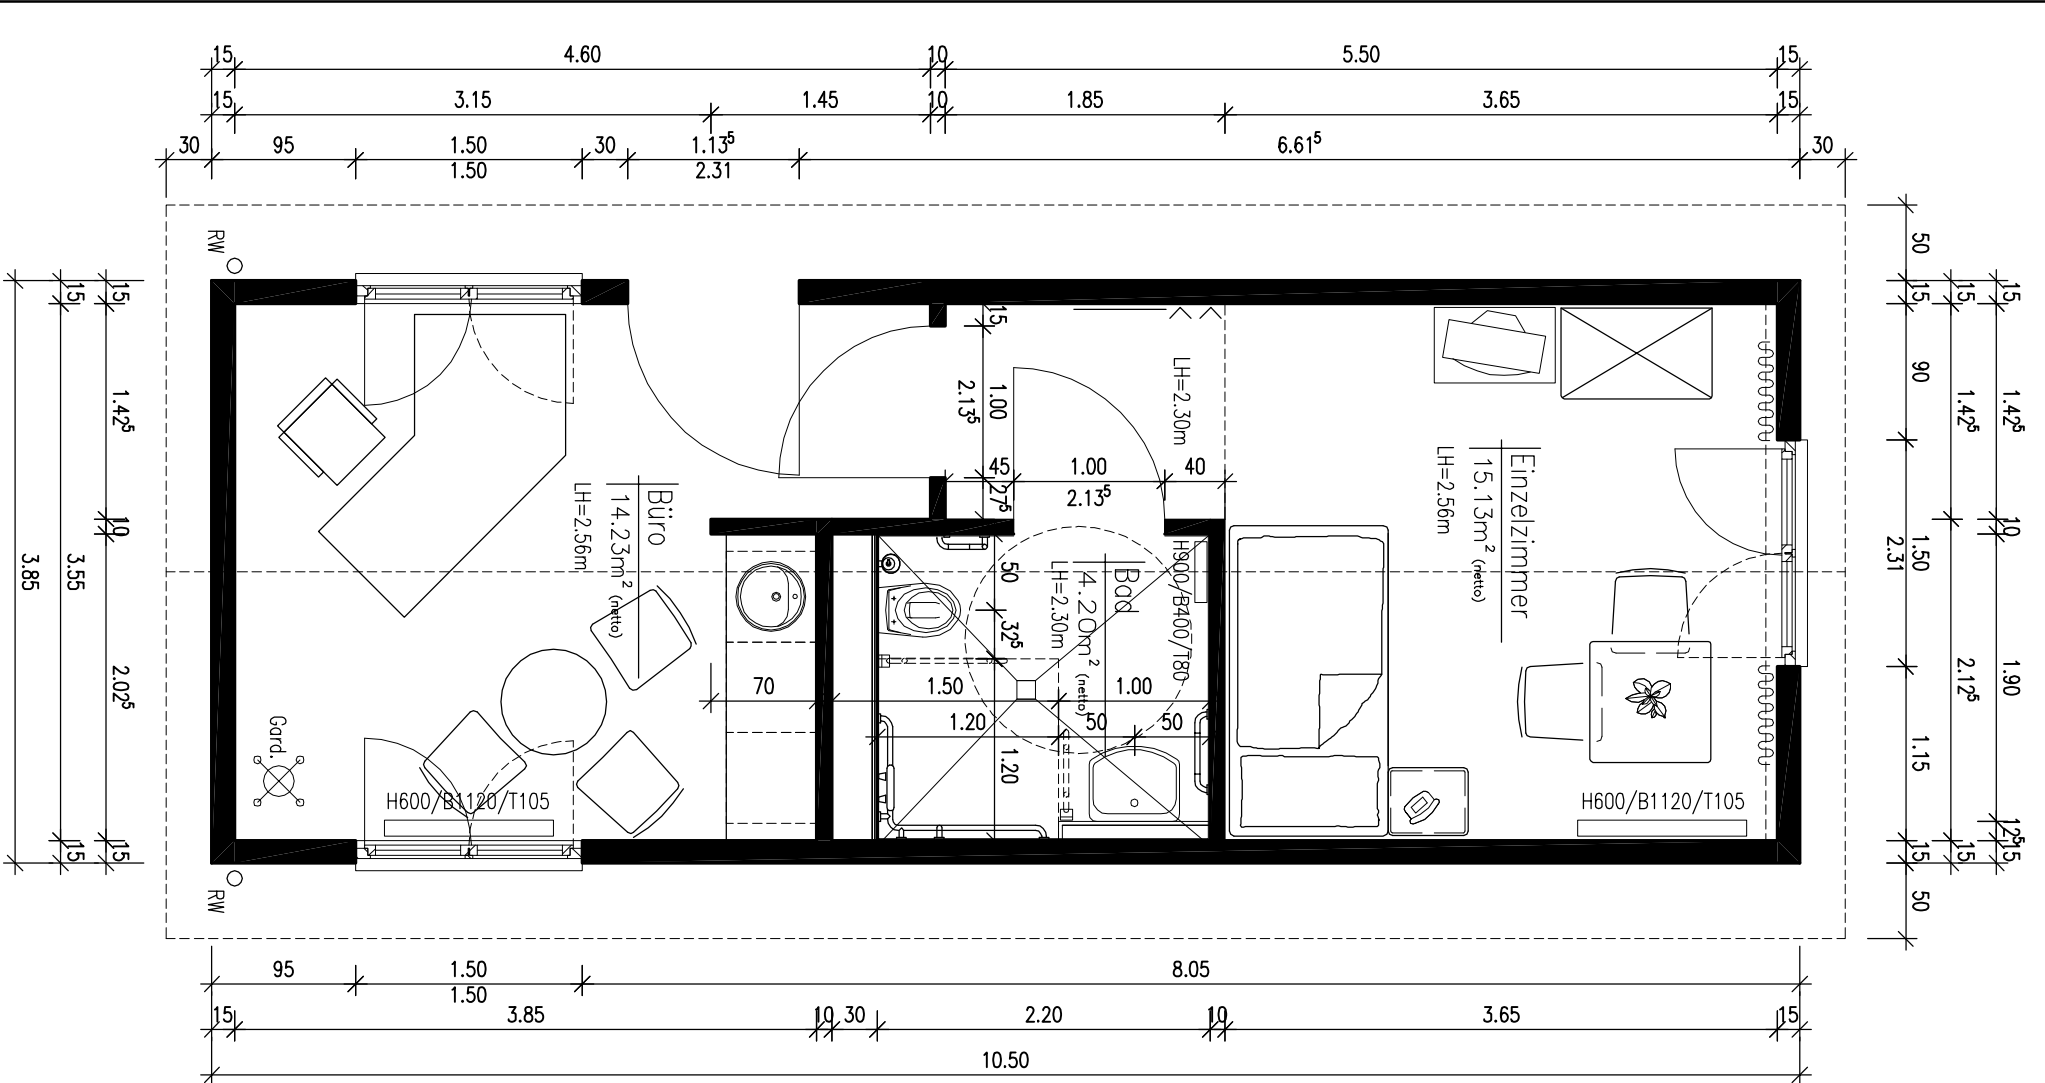 15 4.60 10 5.50 15
15 3.15 1.45 10 1.85 3.65 15
30 95 1.50 30 1.13⁵ 6.61⁵ 30
1.50 2.31
RW
50
15 15 15
90 1.42⁵ 1.42⁵
10
1.50
2.31
1.90
2.12⁵
1.15
12⁵
15 15 15
50
15 15
1.42⁵
10
3.85 3.55
2.02⁵
15 15
15
1.00
2.13⁵
27⁵
LH=2.30m
45 1.00 40
2.13⁵
Büro
14.23m² (netto)
LH=2.56m
Einzelzimmer
15.13m² (netto)
LH=2.56m
H900/B400/T80
Bad
4.20m² (netto)
LH=2.30m
50
32⁵
70 1.50 1.00
1.20 50 50
1.20
Gard.
H600/B1120/T105
H600/B1120/T105
RW
95 1.50 8.05
1.50
15 3.85 10 30 2.20 10 3.65 15
10.50